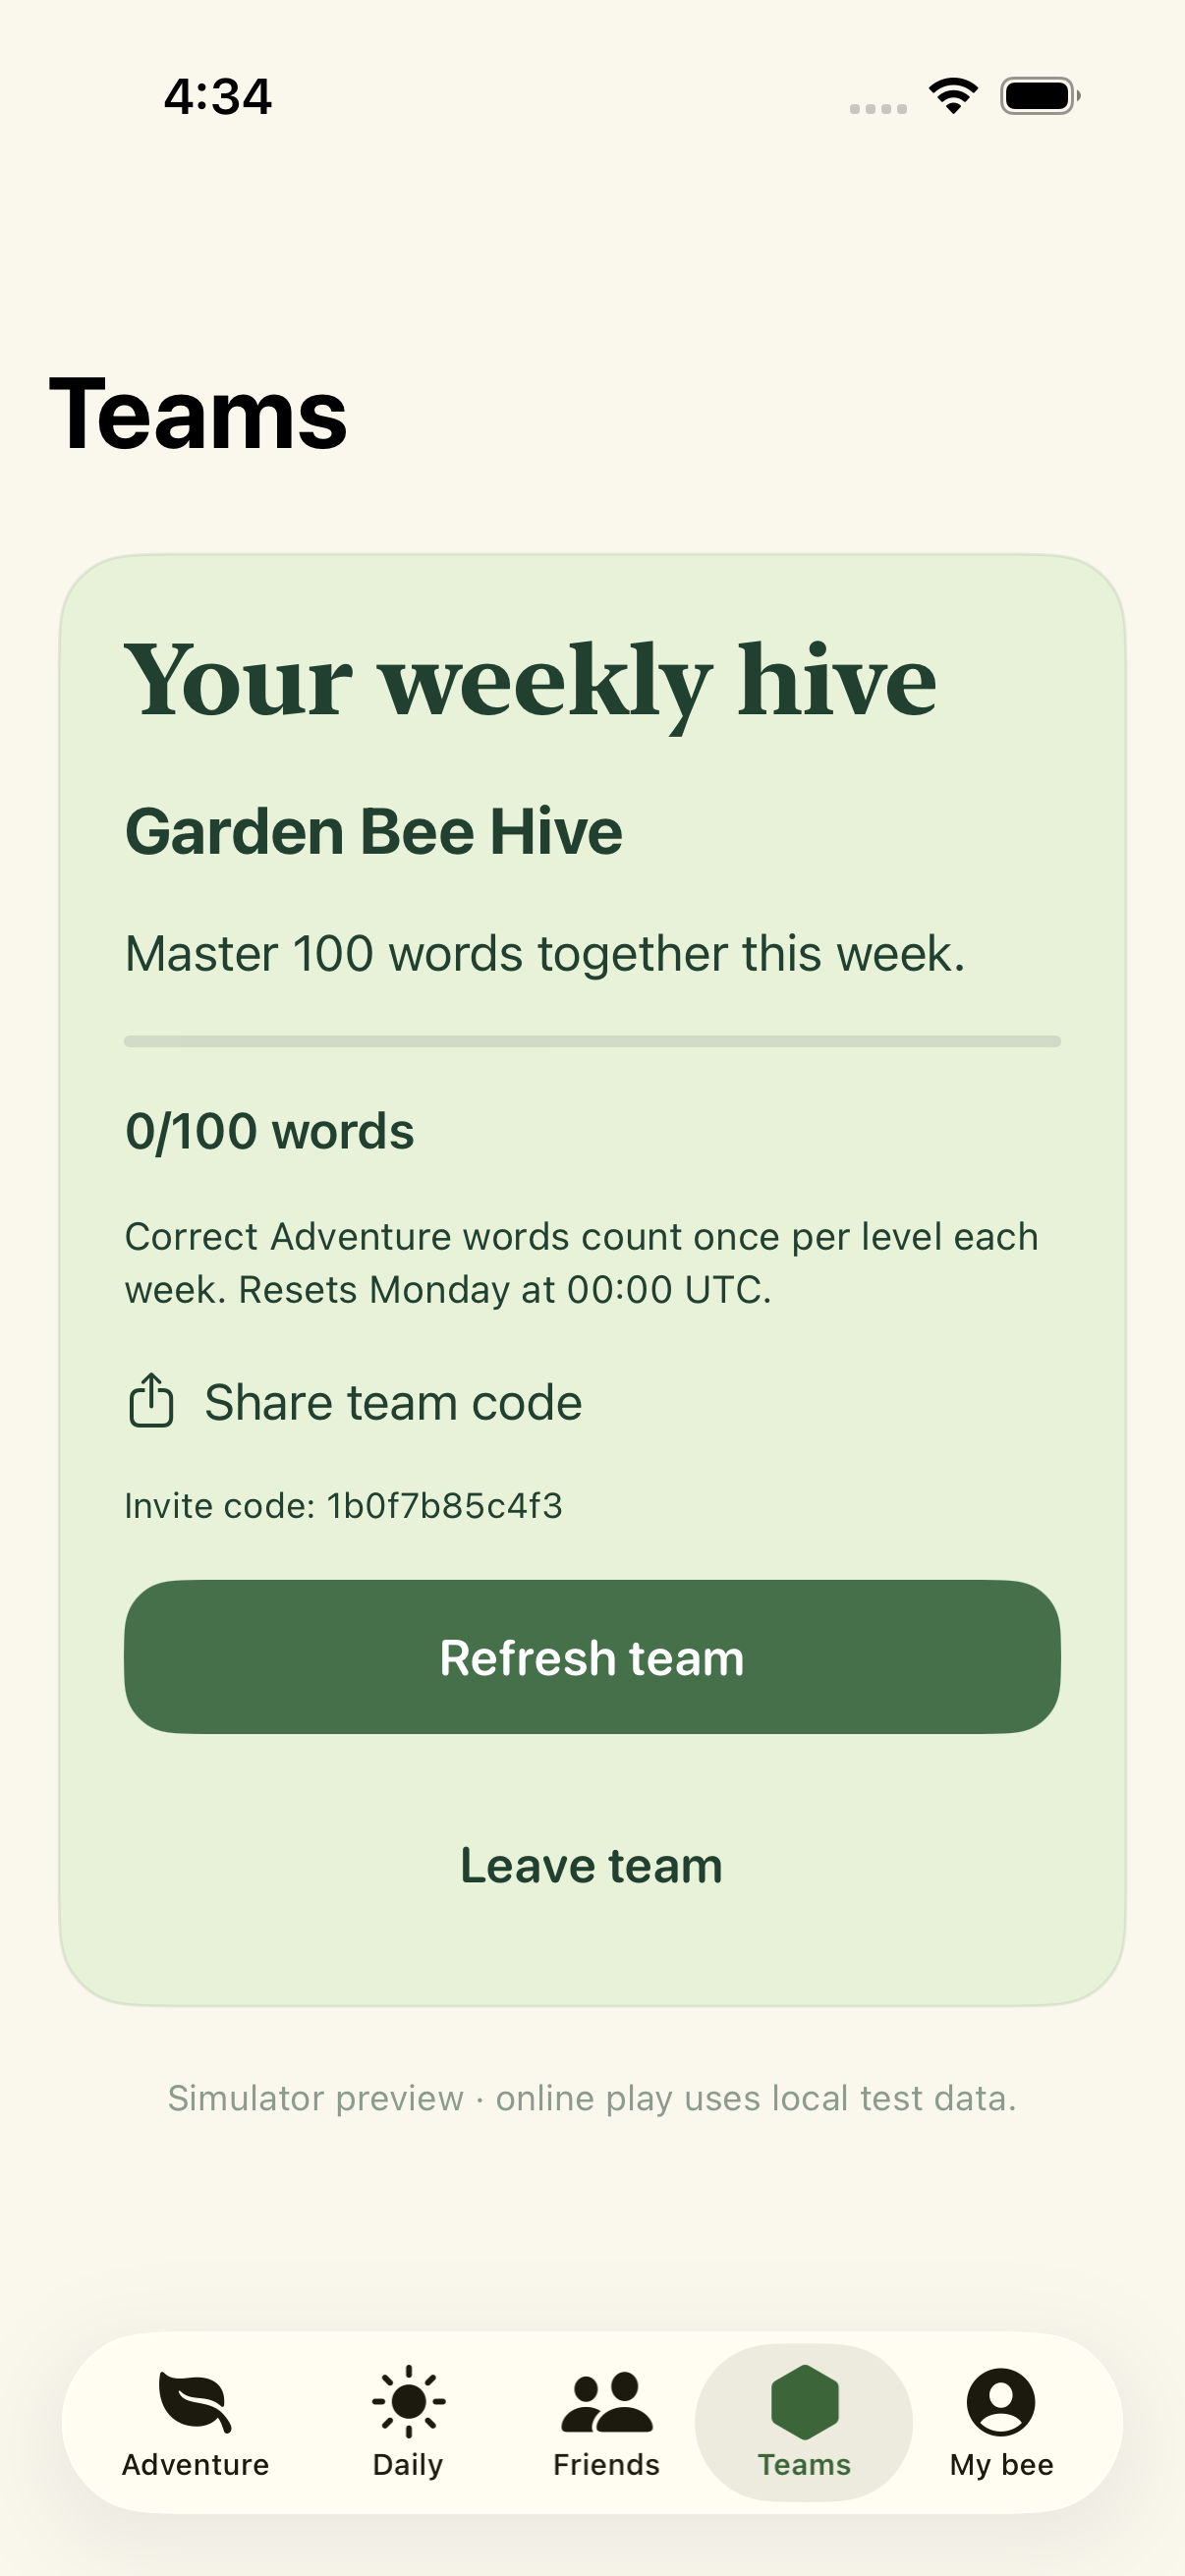 4:34
Teams
Your weekly hive
Garden Bee Hive
Master 100 words together this week.
0/100 words
Correct Adventure words count once per level each
week. Resets Monday at 00:00 UTC.
Share team code
Invite code: 1b0f7b85c4f3
Refresh team
Leave team
Simulator preview · online play uses local test data.
Adventure
Daily
Friends
Teams
My bee